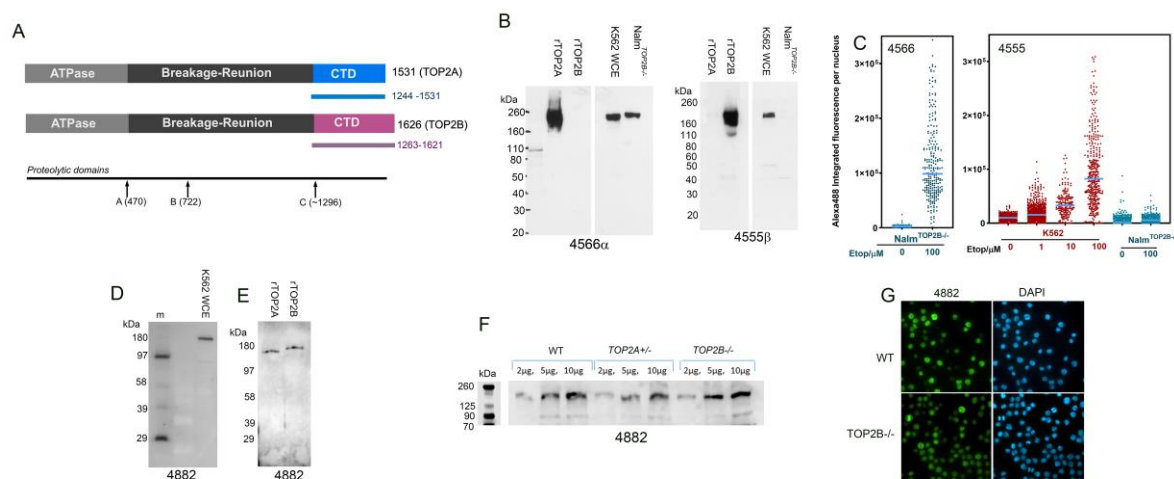 A
ATPase
Breakage-Reunion
CTD
1531 (TOP2A)
1244 -1531
ATPase
Breakage-Reunion
CTD
1626 (TOP2B)
1263-1621
Proteolytic domains
A (470)
B (722)
C (~1296)
B
rTOP2A
rTOP2B
K562 WCE
Nalm TOP2B-/-
kDa
260
160
110
80
60
50
40
30
20
4566α
rTOP2A
rTOP2B
K562 WCE
Nalm TOP2B-/-
kDa
260
160
110
80
60
50
40
30
20
4555β
C
Alexa488 Integrated fluorescence per nucleus
4566
3×10⁵
2×10⁵
1×10⁵
0
Nalm TOP2B-/-
Etop/μM
0
100
4555
3×10⁵
2×10⁵
1×10⁵
0
K562
Nalm TOP2B-/-
Etop/μM
0
1
10
100
0
100
D
m
K562 WCE
kDa
180
97
58
39
29
4882
E
rTOP2A
rTOP2B
kDa
180
97
58
39
29
4882
F
WT
TOP2A+/-
TOP2B-/-
kDa
2μg,
5μg,
10μg
2μg,
5μg,
10μg
2μg,
5μg,
10μg
260
125
90
70
4882
G
4882
DAPI
WT
TOP2B-/-